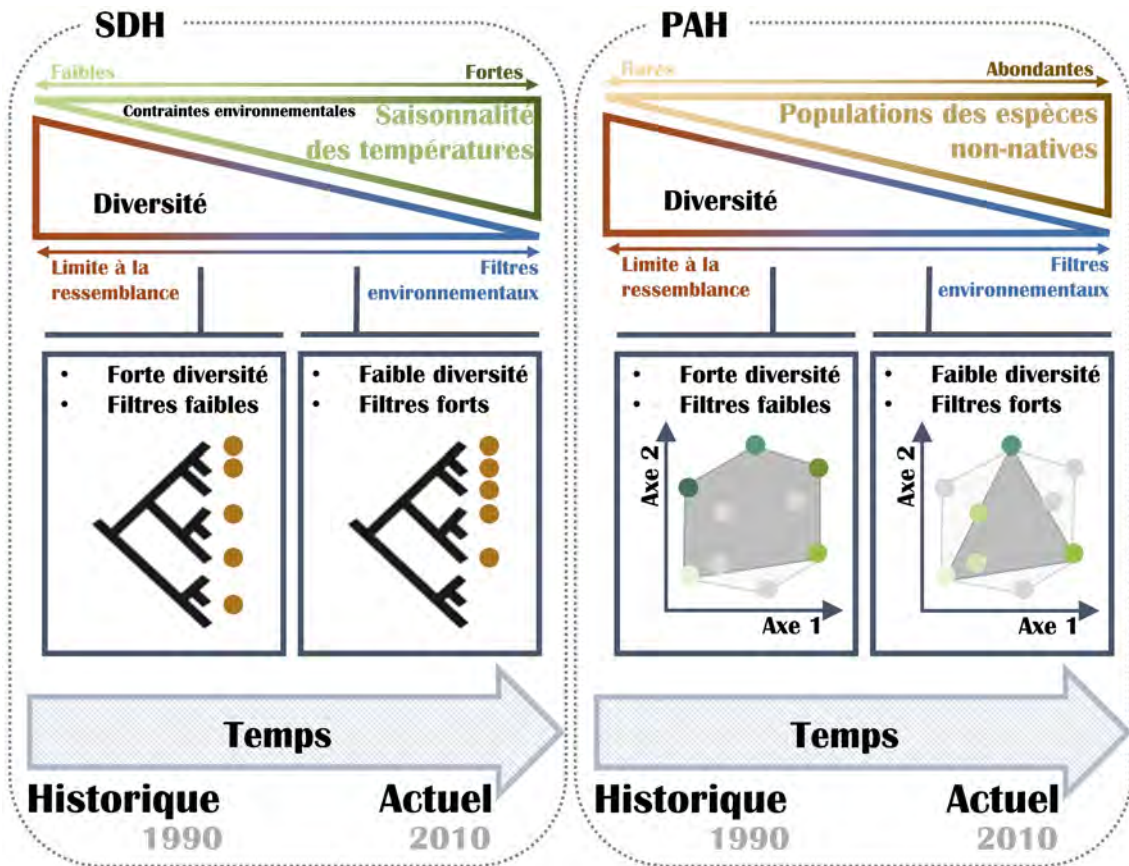 SDH
Faibles
Fortes
Contraintes environnementales
Saisonnalité
des températures
Diversité
Limite à la
ressemblance
Filtres
environnementaux
• Forte diversité
• Filtres faibles
• Faible diversité
• Filtres forts
Temps
Historique
Actuel
1990
2010
PAH
Rares
Abondantes
Populations des espèces
non-natives
Diversité
Limite à la
ressemblance
Filtres
environnementaux
• Forte diversité
• Filtres faibles
Axe 2
Axe 1
• Faible diversité
• Filtres forts
Axe 2
Axe 1
Temps
Historique
Actuel
1990
2010